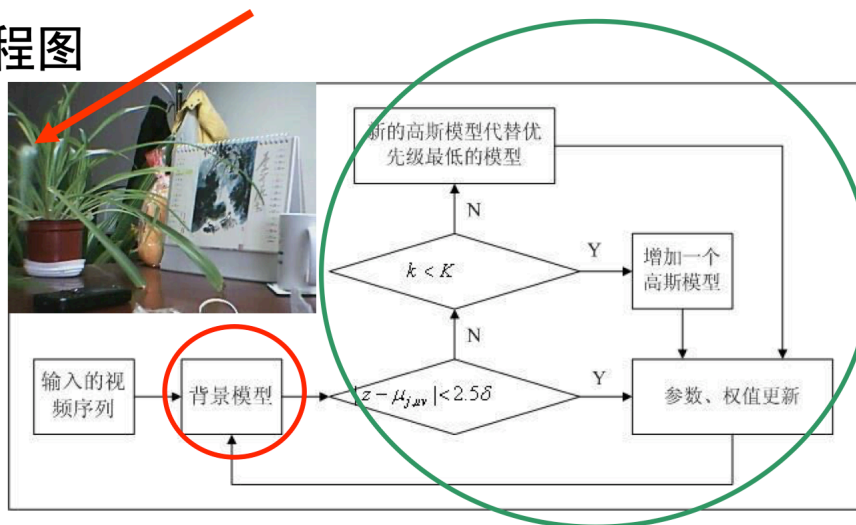 程图
新的高斯模型代替优
先级最低的模型
N
k < K
Y
增加一个
高斯模型
N
输入的视
频序列
背景模型
|z − μj,uv| < 2.5δ
Y
参数、权值更新